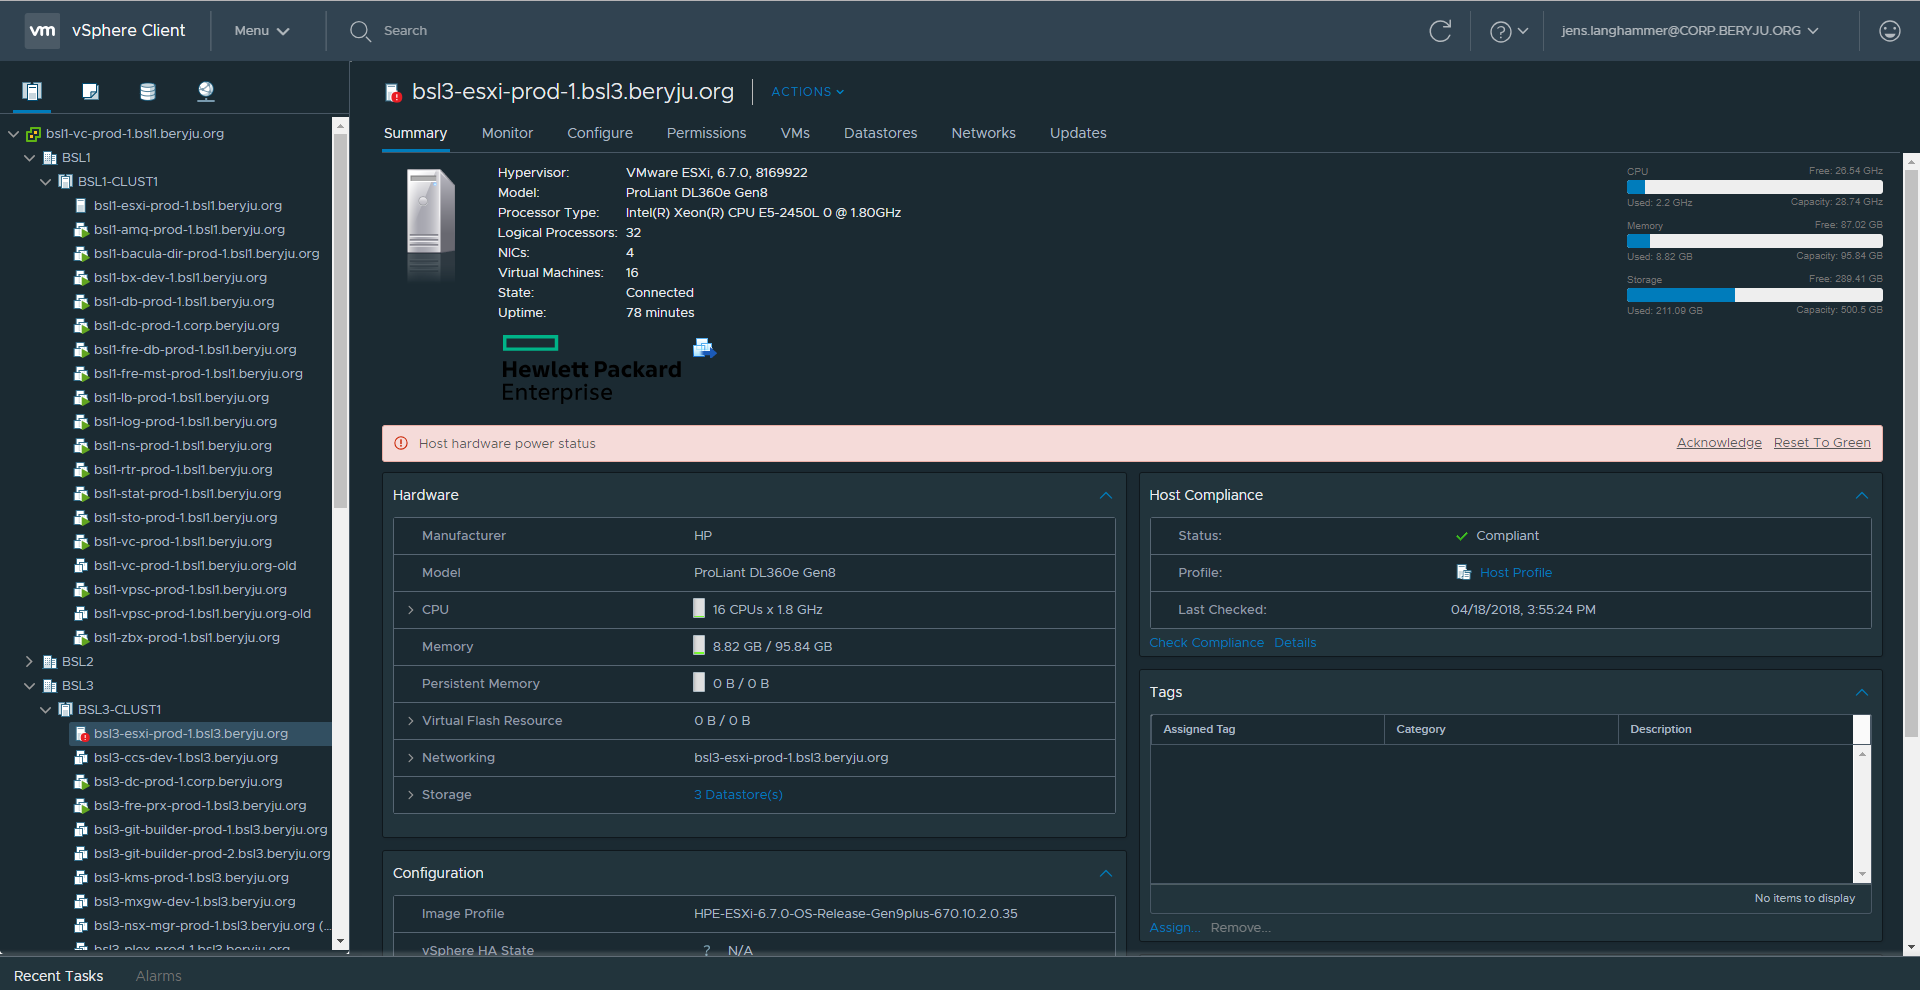 vm vSphere Client Menu Search ? jens.langhammer@CORP.BERYJU.ORG
bsl1-vc-prod-1.bsl1.beryju.org
BSL1
BSL1-CLUST1
bsl1-esxi-prod-1.bsl1.beryju.org
bsl1-amq-prod-1.bsl1.beryju.org
bsl1-bacula-dir-prod-1.bsl1.beryju.org
bsl1-bx-dev-1.bsl1.beryju.org
bsl1-db-prod-1.bsl1.beryju.org
bsl1-dc-prod-1.corp.beryju.org
bsl1-fre-db-prod-1.bsl1.beryju.org
bsl1-fre-mst-prod-1.bsl1.beryju.org
bsl1-lb-prod-1.bsl1.beryju.org
bsl1-log-prod-1.bsl1.beryju.org
bsl1-ns-prod-1.bsl1.beryju.org
bsl1-rtr-prod-1.bsl1.beryju.org
bsl1-stat-prod-1.bsl1.beryju.org
bsl1-sto-prod-1.bsl1.beryju.org
bsl1-vc-prod-1.bsl1.beryju.org
bsl1-vc-prod-1.bsl1.beryju.org-old
bsl1-vpsc-prod-1.bsl1.beryju.org
bsl1-vpsc-prod-1.bsl1.beryju.org-old
bsl1-zbx-prod-1.bsl1.beryju.org
BSL2
BSL3
BSL3-CLUST1
bsl3-esxi-prod-1.bsl3.beryju.org
bsl3-ccs-dev-1.bsl3.beryju.org
bsl3-dc-prod-1.corp.beryju.org
bsl3-fre-prx-prod-1.bsl3.beryju.org
bsl3-git-builder-prod-1.bsl3.beryju.org
bsl3-git-builder-prod-2.bsl3.beryju.org
bsl3-kms-prod-1.bsl3.beryju.org
bsl3-mxgw-dev-1.bsl3.beryju.org
bsl3-nsx-mgr-prod-1.bsl3.beryju.org (...
bsl3-plex-prod-1.bsl3.beryju.org
bsl3-esxi-prod-1.bsl3.beryju.org ACTIONS
Summary Monitor Configure Permissions VMs Datastores Networks Updates
Hypervisor: VMware ESXi, 6.7.0, 8169922
Model: ProLiant DL360e Gen8
Processor Type: Intel(R) Xeon(R) CPU E5-2450L 0 @ 1.80GHz
Logical Processors: 32
NICs: 4
Virtual Machines: 16
State: Connected
Uptime: 78 minutes
Hewlett Packard
Enterprise
CPU Free: 26.54 GHz
Used: 2.2 GHz Capacity: 28.74 GHz
Memory Free: 87.02 GB
Used: 8.82 GB Capacity: 95.84 GB
Storage Free: 289.41 GB
Used: 211.09 GB Capacity: 500.5 GB
Host hardware power status Acknowledge Reset To Green
Hardware
Manufacturer HP
Model ProLiant DL360e Gen8
CPU 16 CPUs x 1.8 GHz
Memory 8.82 GB / 95.84 GB
Persistent Memory 0 B / 0 B
Virtual Flash Resource 0 B / 0 B
Networking bsl3-esxi-prod-1.bsl3.beryju.org
Storage 3 Datastore(s)
Configuration
Image Profile HPE-ESXi-6.7.0-OS-Release-Gen9plus-670.10.2.0.35
vSphere HA State ? N/A
Host Compliance
Status: Compliant
Profile: Host Profile
Last Checked: 04/18/2018, 3:55:24 PM
Check Compliance Details
Tags
Assigned Tag Category Description
No items to display
Assign... Remove...
Recent Tasks Alarms